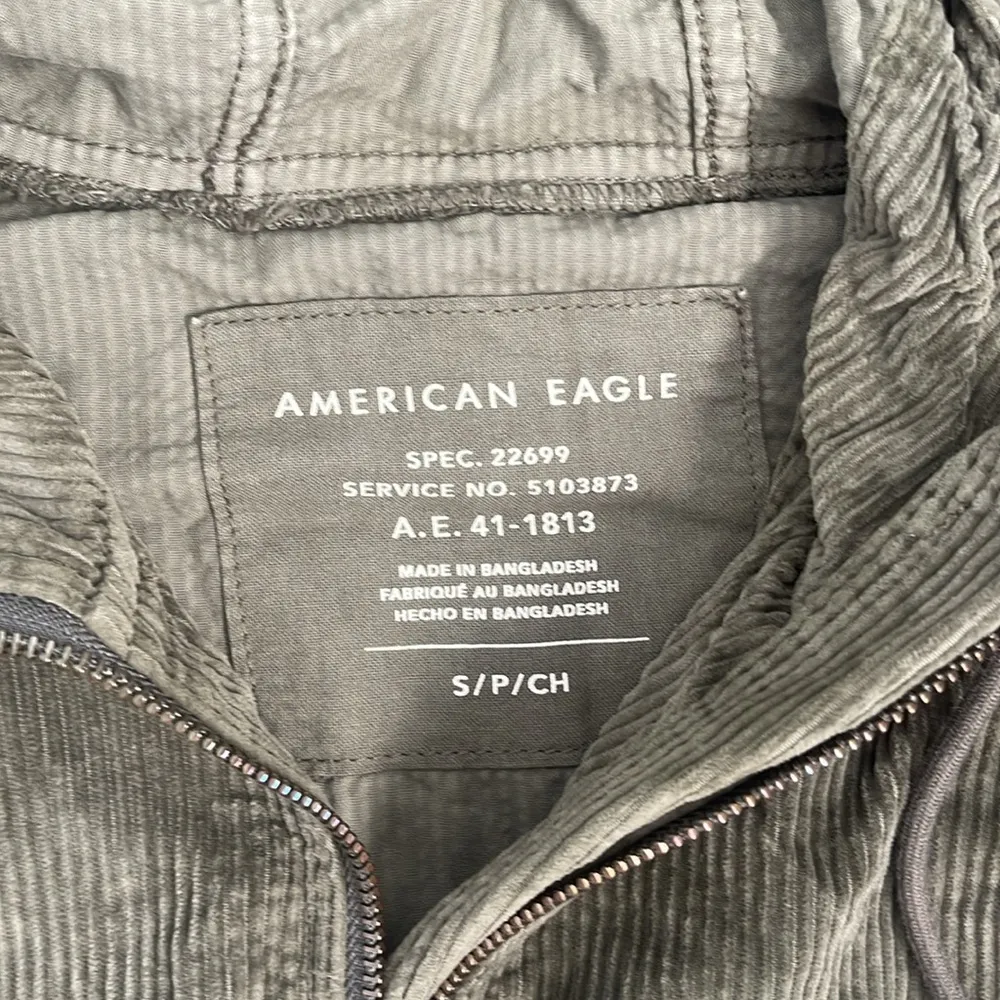 AMERICAN EAGLE
SPEC. 22699
SERVICE NO. 5103873
A.E. 41-1813
MADE IN BANGLADESH
FABRIQUÉ AU BANGLADESH
HECHO EN BANGLADESH
S/P/CH